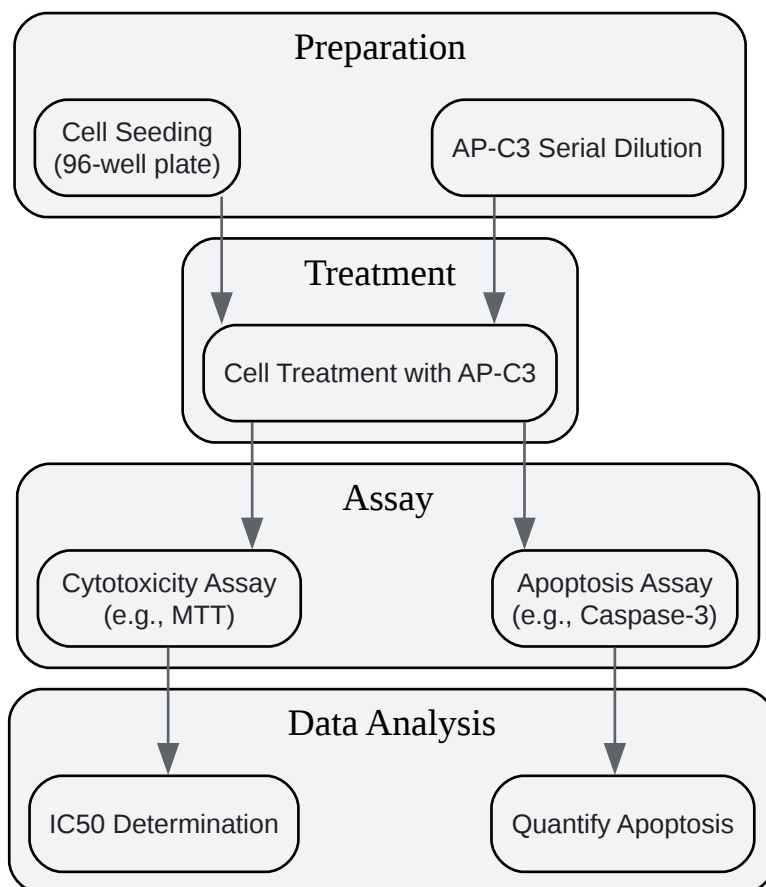 Preparation
Cell Seeding
(96-well plate)
AP-C3 Serial Dilution
Treatment
Cell Treatment with AP-C3
Assay
Cytotoxicity Assay
(e.g., MTT)
Apoptosis Assay
(e.g., Caspase-3)
Data Analysis
IC50 Determination
Quantify Apoptosis